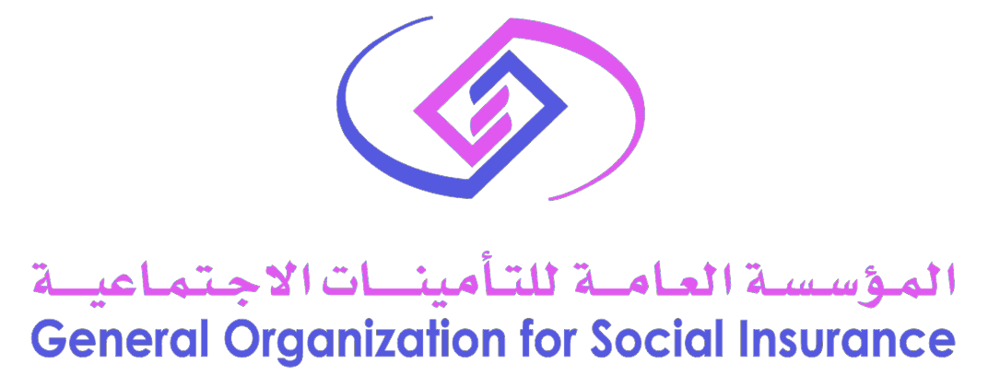 المؤسسة العامة للتأمينات الاجتماعية
General Organization for Social Insurance